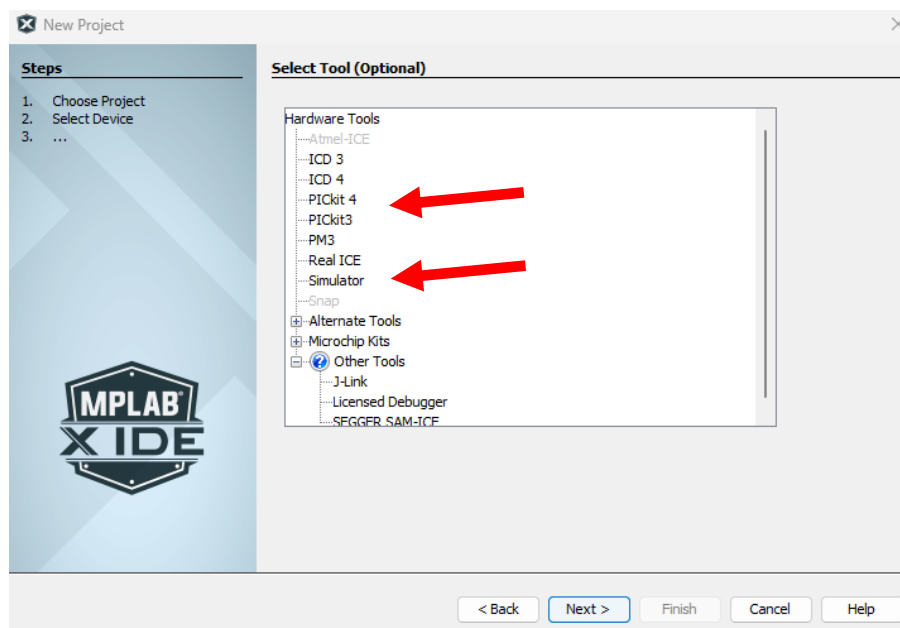 New Project
Steps
1. Choose Project
2. Select Device
3. ...
Select Tool (Optional)
Hardware Tools
Atmel-ICE
ICD 3
ICD 4
PICkit 4
PICkit3
PM3
Real ICE
Simulator
Snap
Alternate Tools
Microchip Kits
Other Tools
J-Link
Licensed Debugger
SEGGER SAM-ICE
MPLAB®
X IDE
< Back
Next >
Finish
Cancel
Help